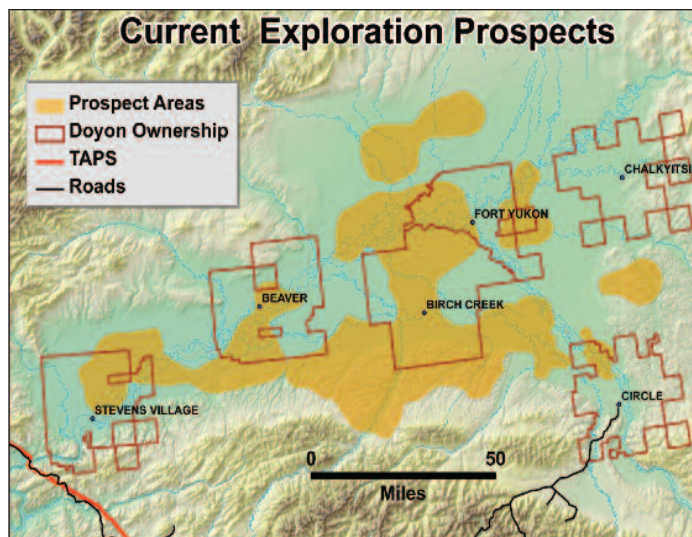 Current Exploration Prospects
Prospect Areas
Doyon Ownership
TAPS
Roads
CHALKYITSI
FORT YUKON
BEAVER
BIRCH CREEK
STEVENS VILLAGE
CIRCLE
0 50
Miles